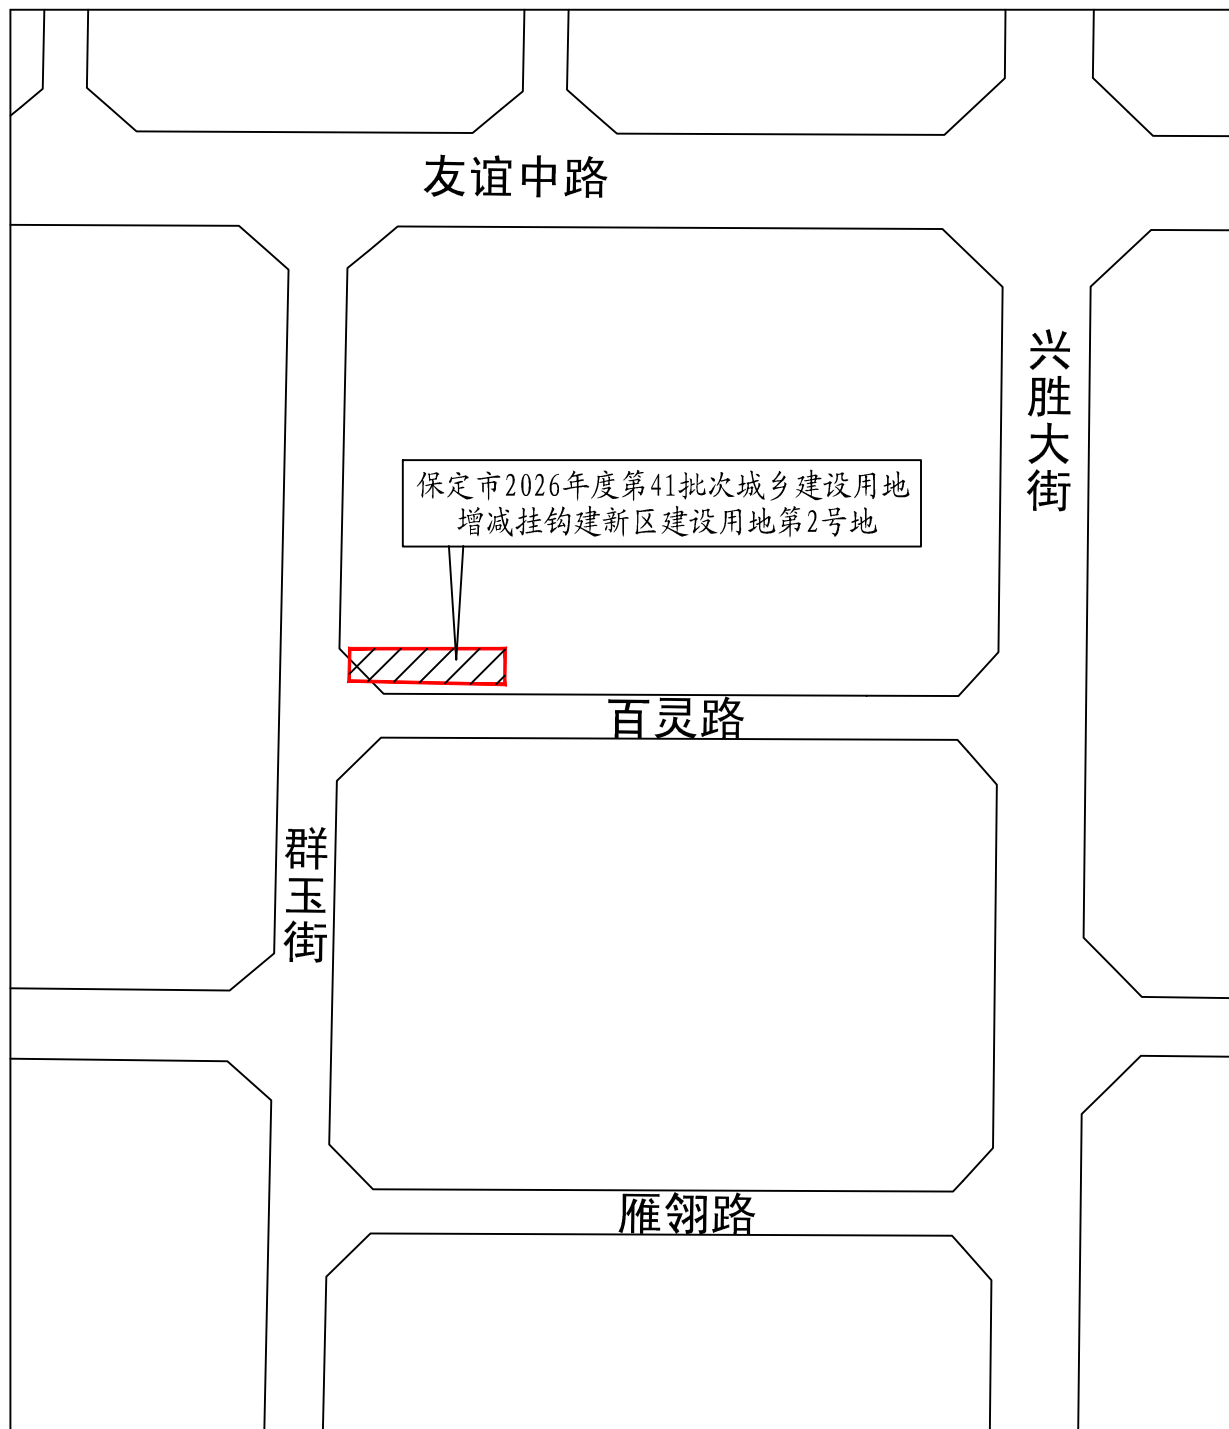 友谊中路
兴胜大街
保定市2026年度第41批次城乡建设用地
增减挂钩建新区建设用地第2号地
百灵路
群玉街
雁翎路